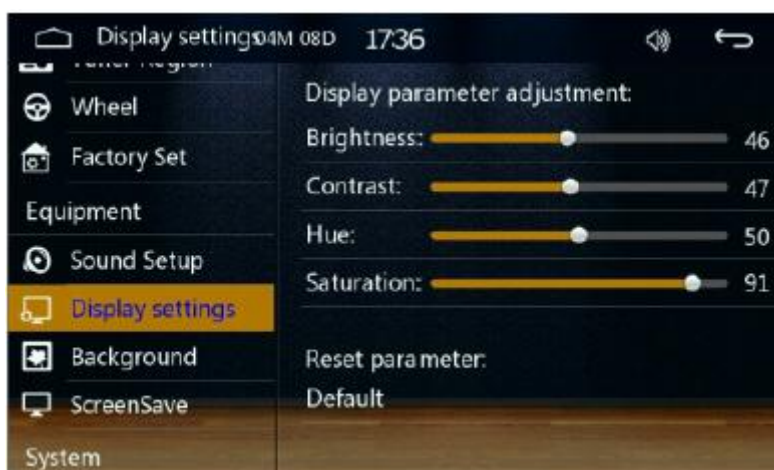 Display settings 04M 08D 17:36
Wheel
Factory Set
Equipment
Sound Setup
Display settings
Background
ScreenSave
System
Display parameter adjustment:
Brightness: 46
Contrast: 47
Hue: 50
Saturation: 91
Reset parameter:
Default